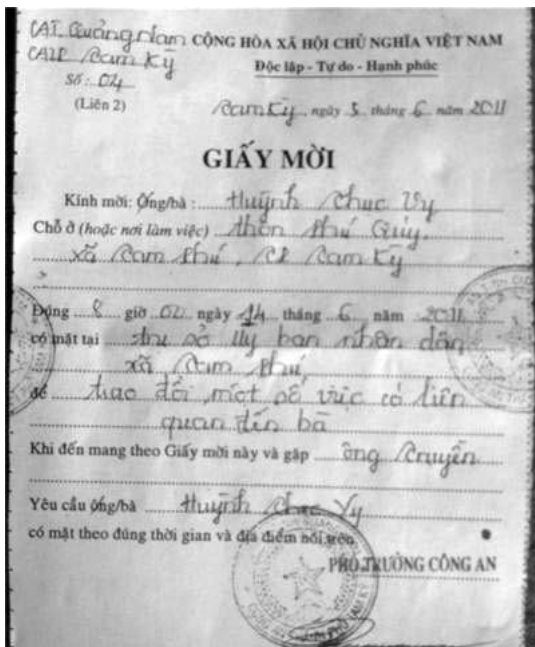 CAT Quảng Nam CỘNG HÒA XÃ HỘI CHỦ NGHĨA VIỆT NAM
CATP Tam Kỳ Độc lập - Tự do - Hạnh phúc
Số: 04
(Liên 2) Tam Kỳ, ngày 5 tháng 6 năm 2011
GIẤY MỜI
Kính mời: Ông/bà: Huỳnh Thục Vy
Chỗ ở (hoặc nơi làm việc) thôn Phú Quý,
xã Tam Phú, TP Tam Kỳ
Đúng 8 giờ 00 ngày 14 tháng 6 năm 2011
có mặt tại trụ sở Ủy ban nhân dân
xã Tam Phú
để trao đổi một số việc có liên
quan đến bà
Khi đến mang theo Giấy mời này và gặp ông Truyền
Yêu cầu ông/bà Huỳnh Thục Vy
có mặt theo đúng thời gian và địa điểm nói trên
PHÓ TRƯỞNG CÔNG AN